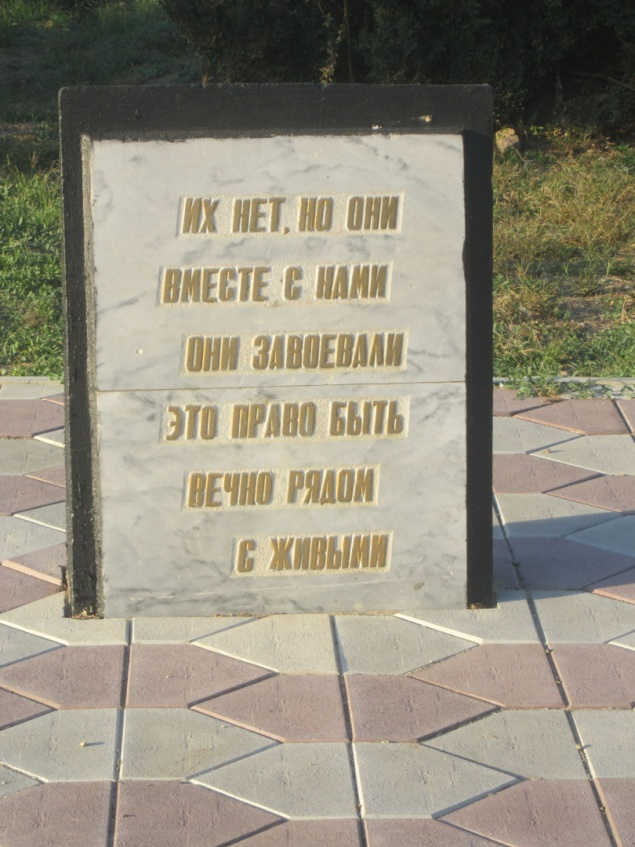 ИХ НЕТ, НО ОНИ
ВМЕСТЕ С НАМИ
ОНИ ЗАВОЕВАЛИ
ЭТО ПРАВО БЫТЬ
ВЕЧНО РЯДОМ
С ЖИВЫМИ